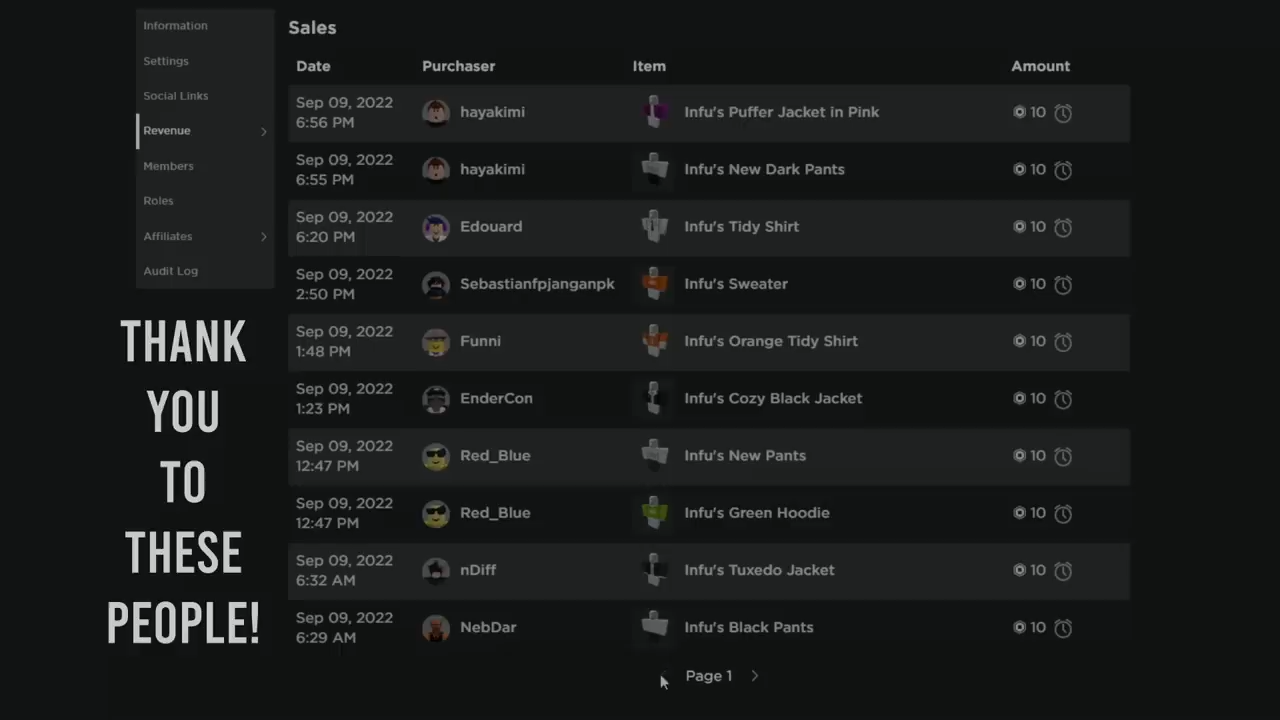 Information
Settings
Social Links
Revenue
Members
Roles
Affiliates
Audit Log
THANK
YOU
TO
THESE
PEOPLE!
Sales
Date Purchaser Item Amount
Sep 09, 2022
6:56 PM
hayakimi Infu's Puffer Jacket in Pink 10
Sep 09, 2022
6:55 PM
hayakimi Infu's New Dark Pants 10
Sep 09, 2022
6:20 PM
Edouard Infu's Tidy Shirt 10
Sep 09, 2022
2:50 PM
Sebastianfpjanganpk Infu's Sweater 10
Sep 09, 2022
1:48 PM
Funni Infu's Orange Tidy Shirt 10
Sep 09, 2022
1:23 PM
EnderCon Infu's Cozy Black Jacket 10
Sep 09, 2022
12:47 PM
Red_Blue Infu's New Pants 10
Sep 09, 2022
12:47 PM
Red_Blue Infu's Green Hoodie 10
Sep 09, 2022
6:32 AM
nDiff Infu's Tuxedo Jacket 10
Sep 09, 2022
6:29 AM
NebDar Infu's Black Pants 10
Page 1